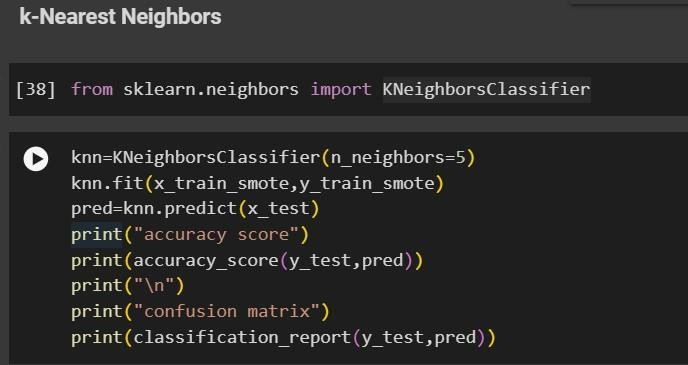 k-Nearest Neighbors
[38] from sklearn.neighbors import KNeighborsClassifier
knn=KNeighborsClassifier(n_neighbors=5)
knn.fit(x_train_smote,y_train_smote)
pred=knn.predict(x_test)
print("accuracy score")
print(accuracy_score(y_test,pred))
print("\n")
print("confusion matrix")
print(classification_report(y_test,pred))